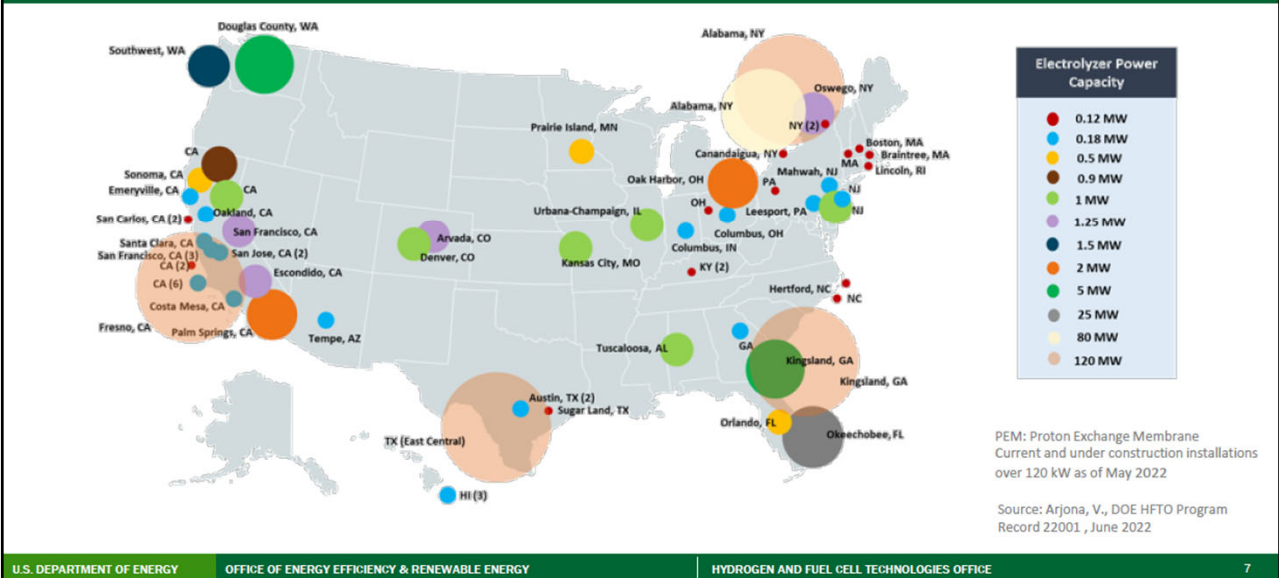 Douglas County, WA
Southwest, WA
Alabama, NY
Oswego, NY
Alabama, NY
NY (2)
Prairie Island, MN
Boston, MA
Canandaigua, NY
MA
Braintree, MA
Lincoln, RI
CA
Sonoma, CA
Emeryville, CA
CA
Oak Harbor, OH
PA
Mahwah, NJ
NJ
OH
Leesport, PA
NJ
San Carlos, CA (2)
Oakland, CA
San Francisco, CA
Urbana-Champaign, IL
Columbus, OH
Columbus, IN
Santa Clara, CA
San Francisco, CA (3)
San Jose, CA (2)
CA (2)
Arvada, CO
Denver, CO
Kansas City, MO
KY (2)
Escondido, CA
CA (6)
Costa Mesa, CA
Hertford, NC
NC
Fresno, CA
Palm Springs, CA
Tempe, AZ
Tuscaloosa, AL
GA
Kingsland, GA
Kingsland, GA
Austin, TX (2)
Sugar Land, TX
Orlando, FL
Okeechobee, FL
TX (East Central)
HI (3)
Electrolyzer Power
Capacity
0.12 MW
0.18 MW
0.5 MW
0.9 MW
1 MW
1.25 MW
1.5 MW
2 MW
5 MW
25 MW
80 MW
120 MW
PEM: Proton Exchange Membrane
Current and under construction installations
over 120 kW as of May 2022
Source: Arjona, V., DOE HFTO Program
Record 22001 , June 2022
U.S. DEPARTMENT OF ENERGY
OFFICE OF ENERGY EFFICIENCY & RENEWABLE ENERGY
HYDROGEN AND FUEL CELL TECHNOLOGIES OFFICE
7